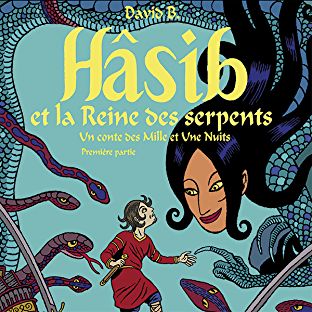 David B.
Hâsib
et la Reine des serpents
Un conte des Mille et Une Nuits
Première partie